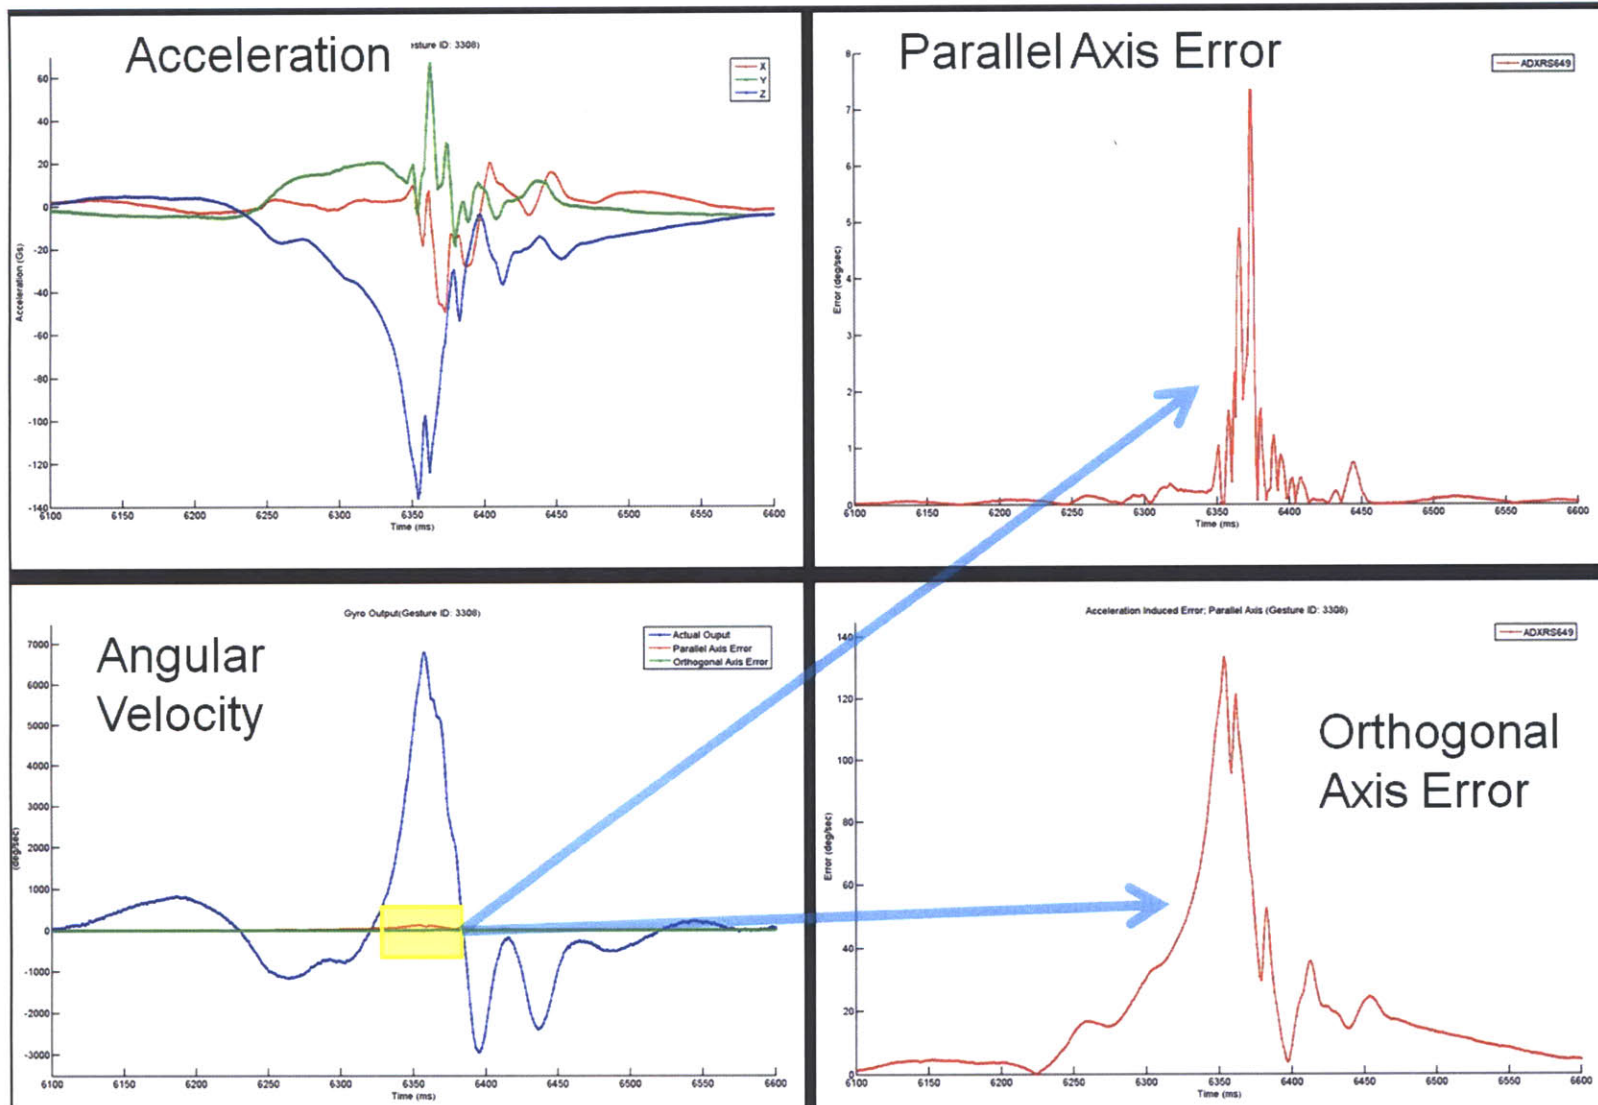 Acceleration
esture ID: 3308)
X
Y
Z
60
40
20
0
-20
-40
-60
-80
-100
-120
-140
Acceleration (Gs)
6100 6150 6200 6250 6300 6350 6400 6450 6500 6550 6600
Time (ms)
Parallel Axis Error
ADXRS649
8
7
6
5
4
3
2
1
0
Error (deg/sec)
6100 6150 6200 6250 6300 6350 6400 6450 6500 6550 6600
Time (ms)
Gyro Output(Gesture ID: 3308)
Angular
Velocity
Actual Ouput
Parallel Axis Error
Orthogonal Axis Error
7000
6000
5000
4000
3000
2000
1000
0
-1000
-2000
-3000
(deg/sec)
6100 6150 6200 6250 6300 6350 6400 6450 6500 6550 6600
Time (ms)
Acceleration Induced Error; Parallel Axis (Gesture ID: 3308)
ADXRS649
Orthogonal
Axis Error
140
120
100
80
60
40
20
0
Error (deg/sec)
6100 6150 6200 6250 6300 6350 6400 6450 6500 6550 6600
Time (ms)